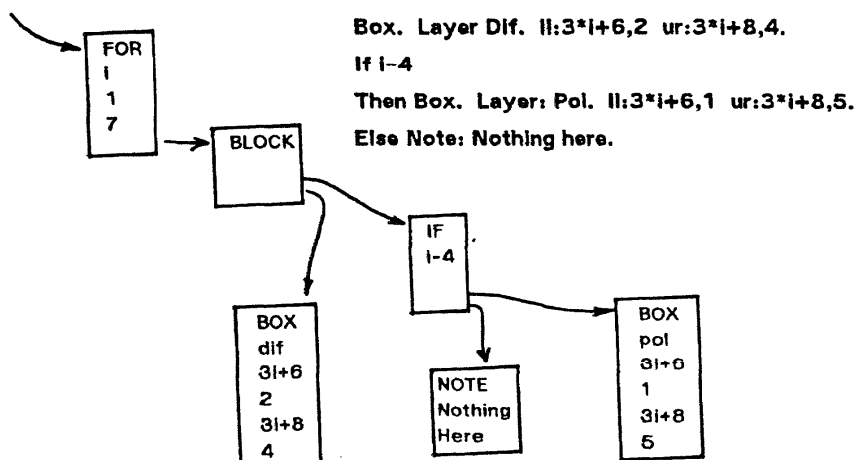 Box. Layer Dif. ll:3*i+6,2 ur:3*i+8,4.
If i-4
Then Box. Layer: Pol. ll:3*i+6,1 ur:3*i+8,5.
Else Note: Nothing here.
FOR
i
1
7
BLOCK
IF
i-4
BOX
dif
3i+6
2
3i+8
4
NOTE
Nothing
Here
BOX
pol
3i+6
1
3i+8
5